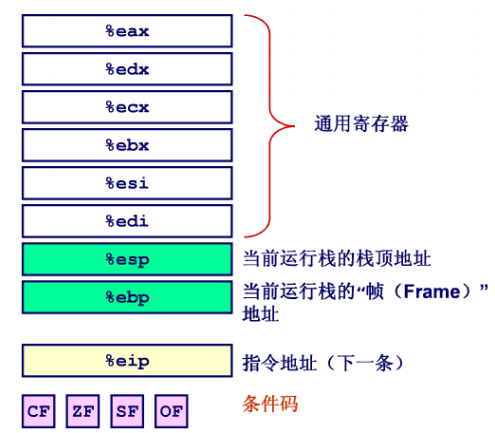 %eax
%edx
%ecx
通用寄存器
%ebx
%esi
%edi
%esp
当前运行栈的栈顶地址
%ebp
当前运行栈的“帧（Frame）”
地址
%eip
指令地址（下一条）
CF ZF SF OF
条件码